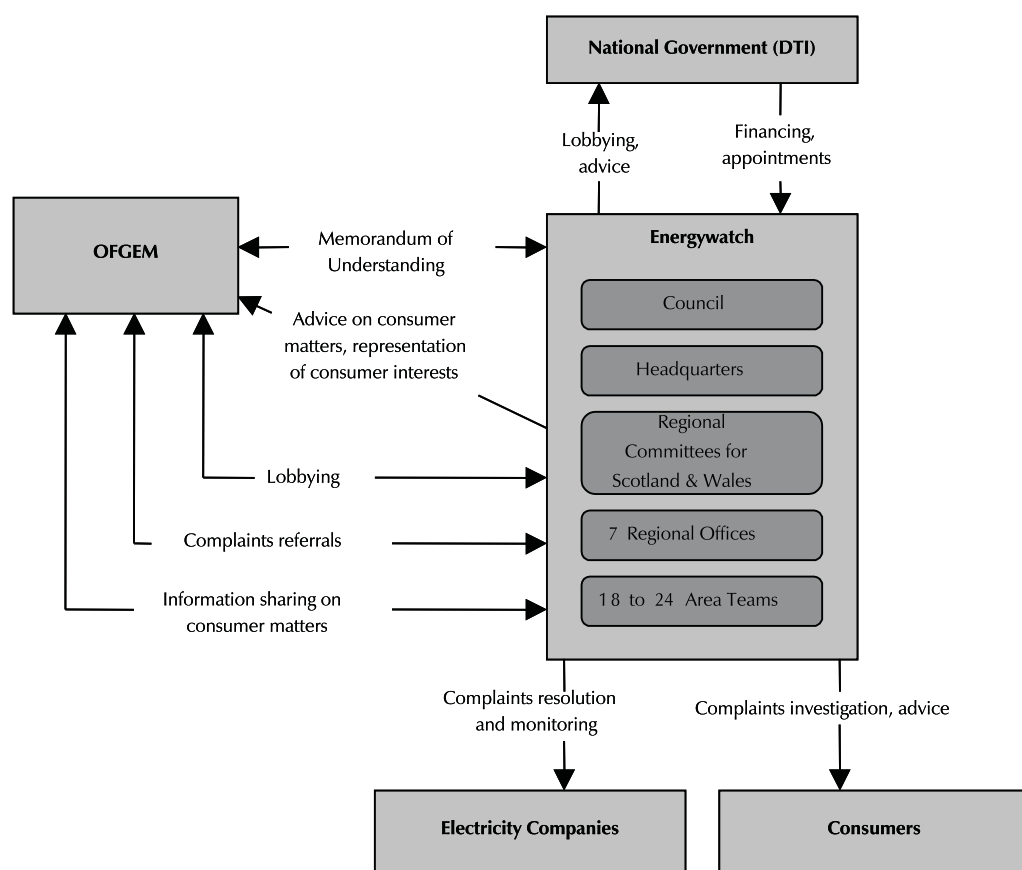 National Government (DTI)
Lobbying,
advice
Financing,
appointments
OFGEM
Memorandum of
Understanding
Energywatch
Council
Advice on consumer
matters, representation
of consumer interests
Headquarters
Regional
Committees for
Scotland & Wales
Lobbying
7 Regional Offices
Complaints referrals
18 to 24 Area Teams
Information sharing on
consumer matters
Complaints resolution
and monitoring
Complaints investigation, advice
Electricity Companies
Consumers